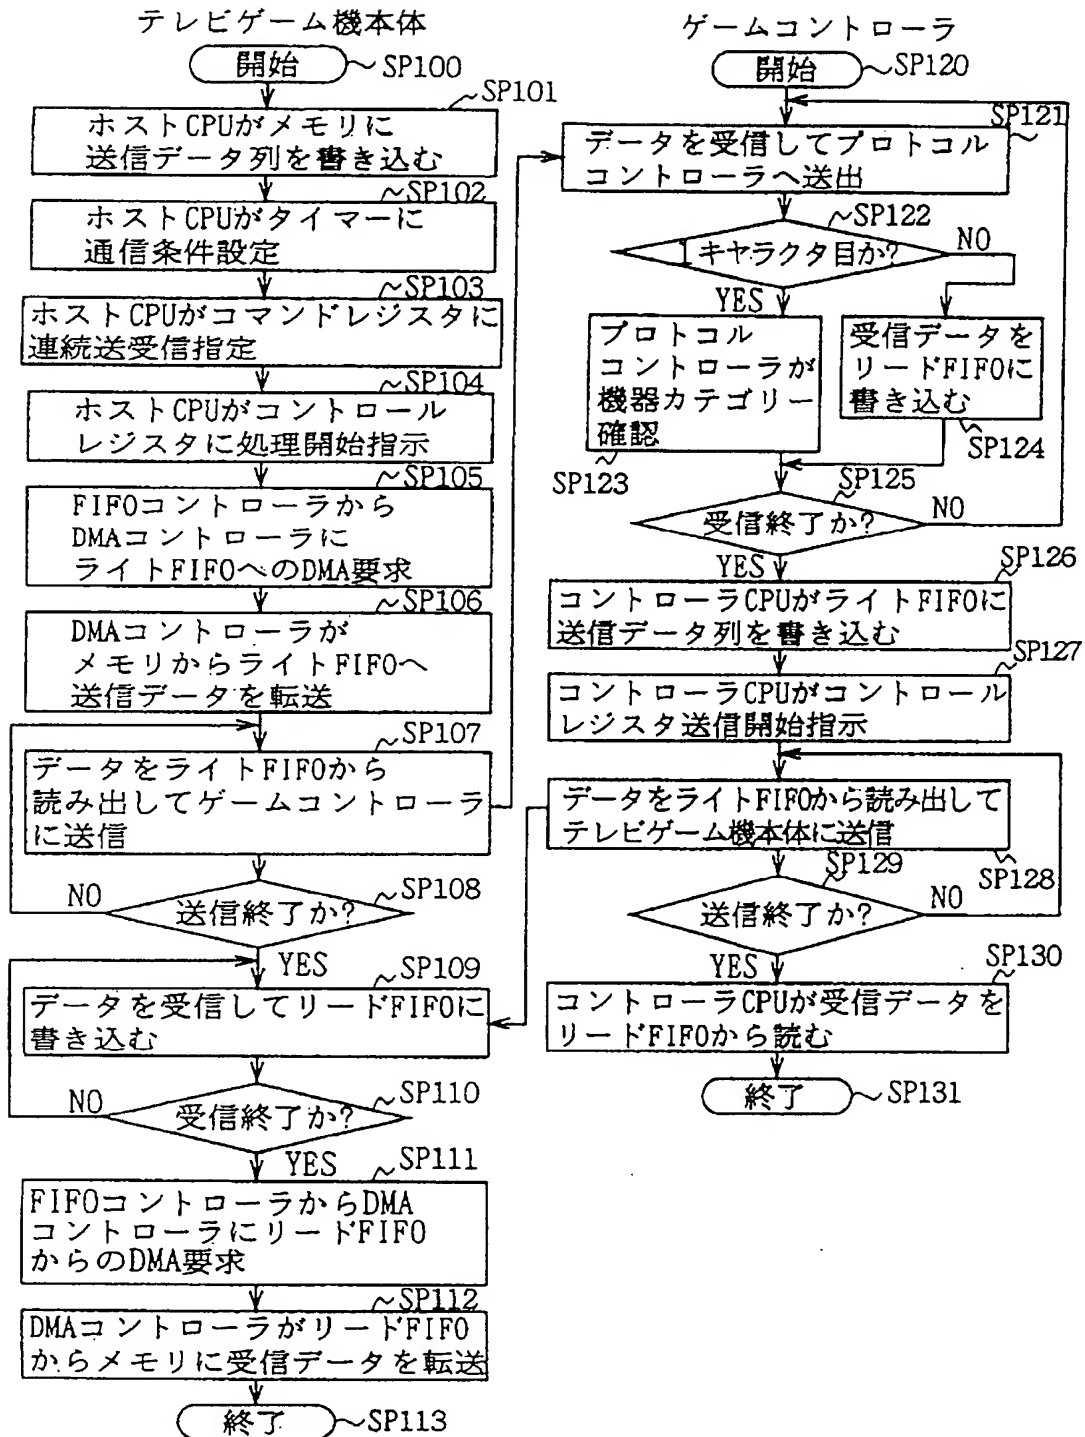 テレビゲーム機本体
開始
SP100
SP101
ホストCPUがメモリに
送信データ列を書き込む
SP102
ホストCPUがタイマーに
通信条件設定
SP103
ホストCPUがコマンドレジスタに
連続送受信指定
SP104
ホストCPUがコントロール
レジスタに処理開始指示
SP105
FIFOコントローラから
DMAコントローラに
ライトFIFOへのDMA要求
SP106
DMAコントローラが
メモリからライトFIFOへ
送信データを転送
SP107
データをライトFIFOから
読み出してゲームコントローラ
に送信
SP108
NO
送信終了か?
YES
SP109
データを受信してリードFIFOに
書き込む
SP110
NO
受信終了か?
YES
SP111
FIFOコントローラからDMA
コントローラにリードFIFO
からのDMA要求
SP112
DMAコントローラがリードFIFO
からメモリに受信データを転送
終了
SP113
ゲームコントローラ
開始
SP120
SP121
データを受信してプロトコル
コントローラへ送出
SP122
1キャラクタ目か?
NO
YES
プロトコル
コントローラが
機器カテゴリー
確認
SP123
受信データを
リードFIFOに
書き込む
SP124
SP125
受信終了か?
NO
YES
SP126
コントローラCPUがライトFIFOに
送信データ列を書き込む
SP127
コントローラCPUがコントロール
レジスタ送信開始指示
データをライトFIFOから読み出して
テレビゲーム機本体に送信
SP128
SP129
送信終了か?
NO
YES
SP130
コントローラCPUが受信データを
リードFIFOから読む
終了
SP131